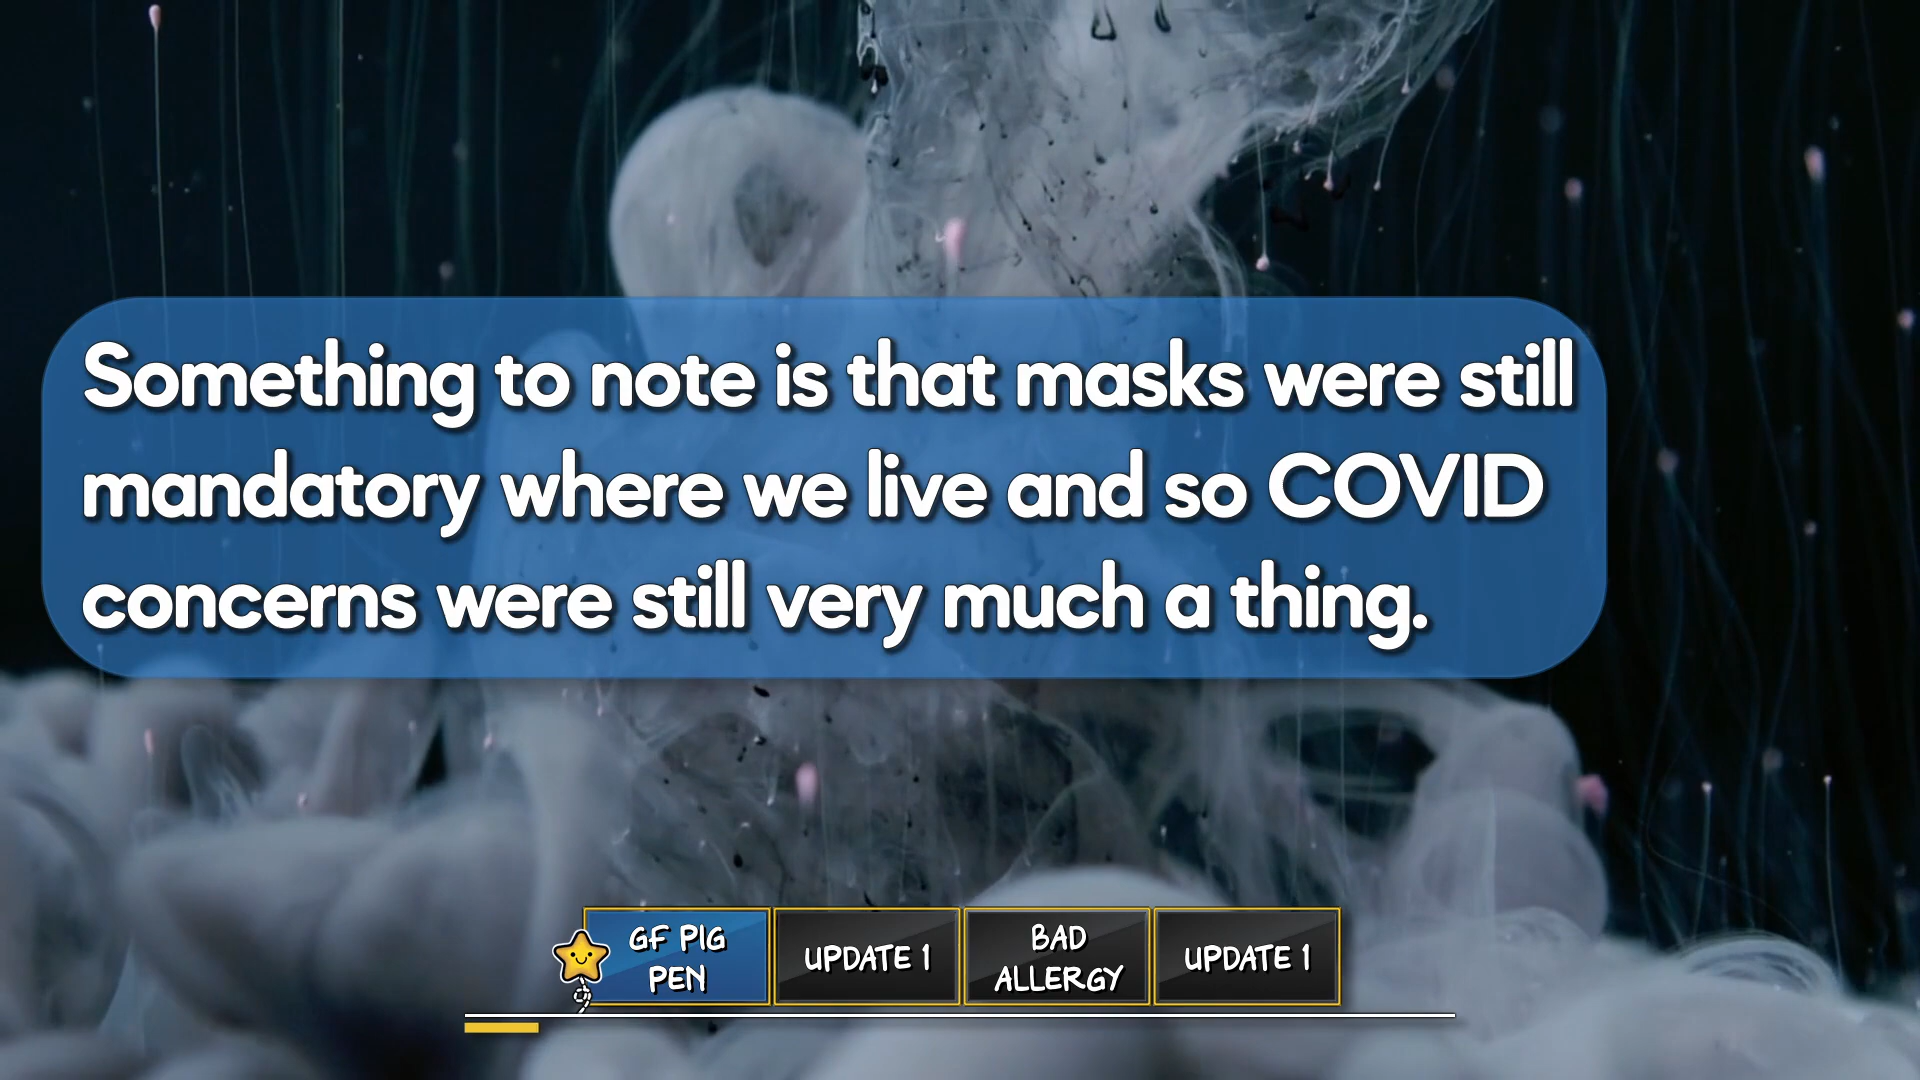 Something to note is that masks were still
mandatory where we live and so COVID
concerns were still very much a thing.
GF PIG
PEN
UPDATE 1
BAD
ALLERGY
UPDATE 1